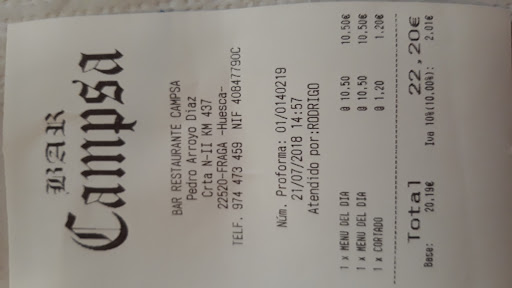 BAR
Campsa
BAR RESTAURANTE CAMPSA
Pedro Arroyo Diaz
Crta N-II KM 437
22520-FRAGA -Huesca-
TELF. 974 473 459 NIF 40847790C
Núm. Proforma: 01/0140219
21/07/2018 14:57
Atendido por:RODRIGO
1 x MENU DEL DIA @ 10.50 10.50€
1 x MENU DEL DIA @ 10.50 10.50€
1 x CORTADO @ 1.20 1.20€
Total 22,20€
Base: 20.19€ Iva 10%(10.00%): 2.01€